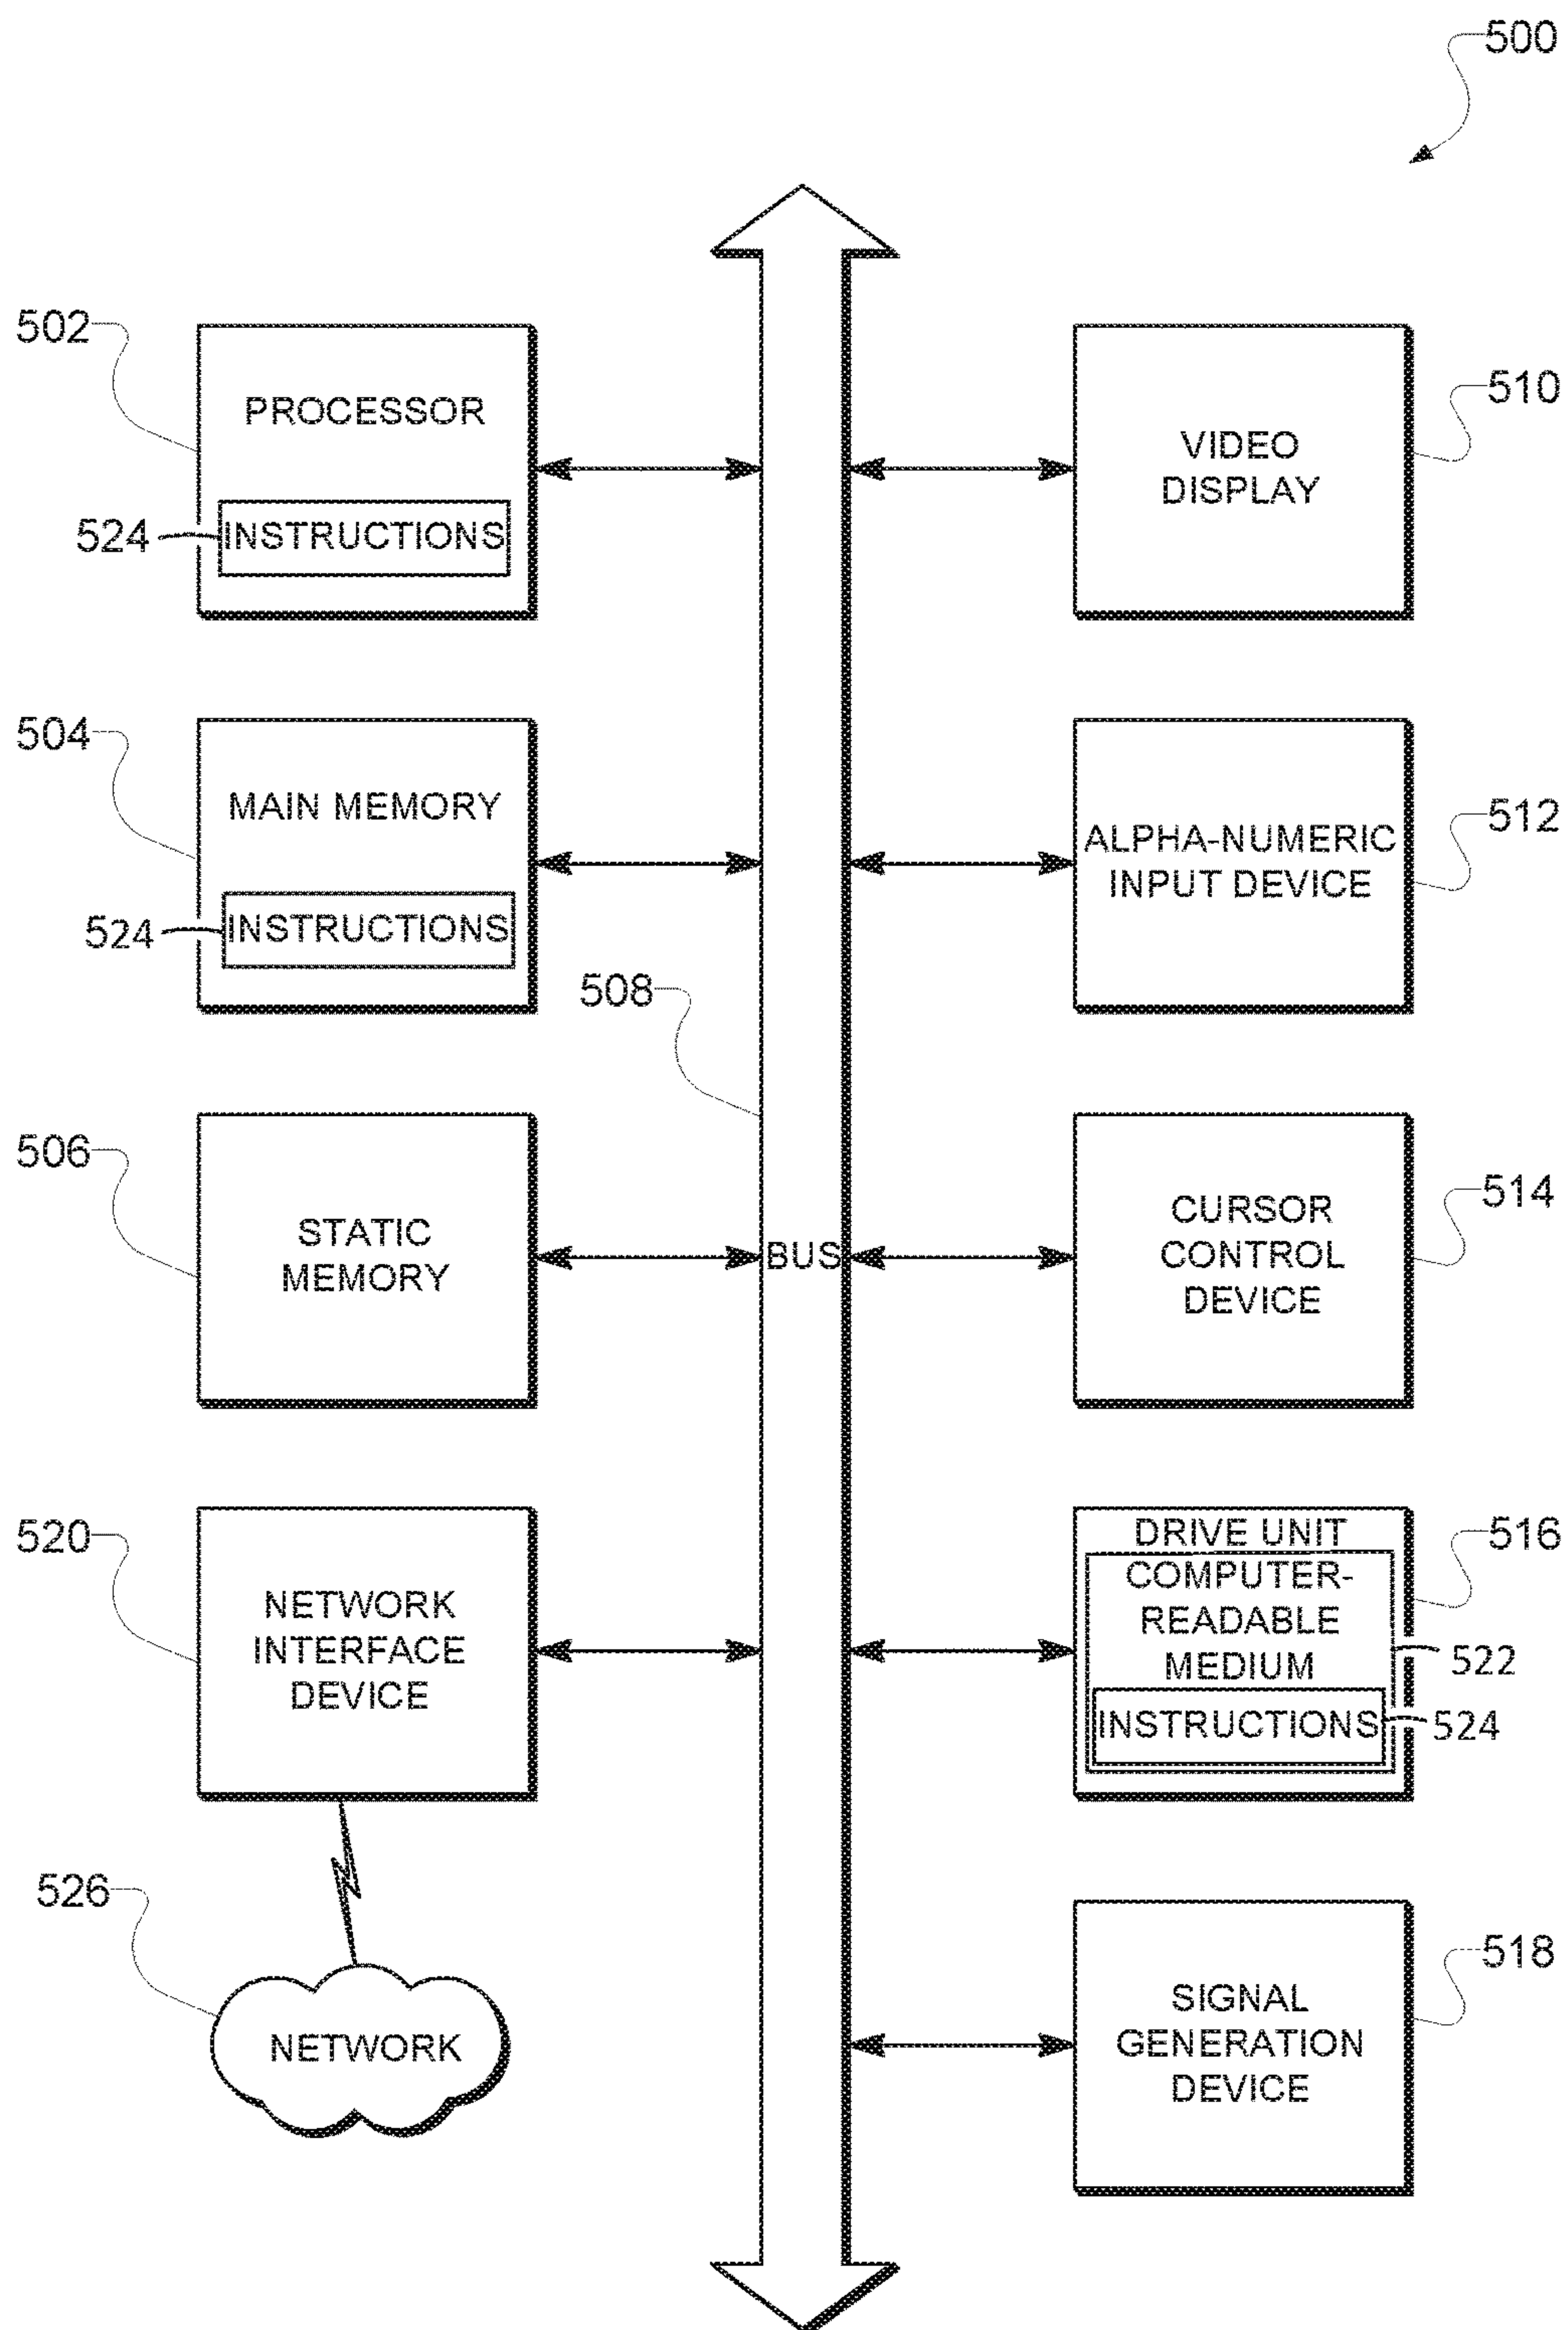 500
502
PROCESSOR
524
INSTRUCTIONS
510
VIDEO
DISPLAY
504
MAIN MEMORY
524
INSTRUCTIONS
512
ALPHA-NUMERIC
INPUT DEVICE
508
506
STATIC
MEMORY
BUS
514
CURSOR
CONTROL
DEVICE
520
NETWORK
INTERFACE
DEVICE
516
DRIVE UNIT
COMPUTER-
READABLE
MEDIUM
522
INSTRUCTIONS
524
526
NETWORK
518
SIGNAL
GENERATION
DEVICE